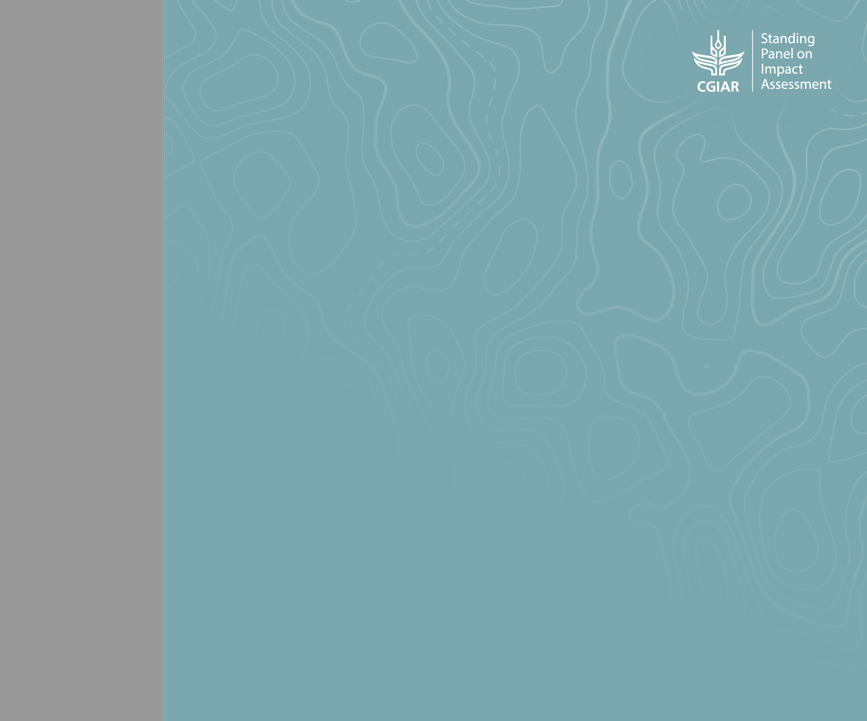 CGIAR
Standing
Panel on
Impact
Assessment